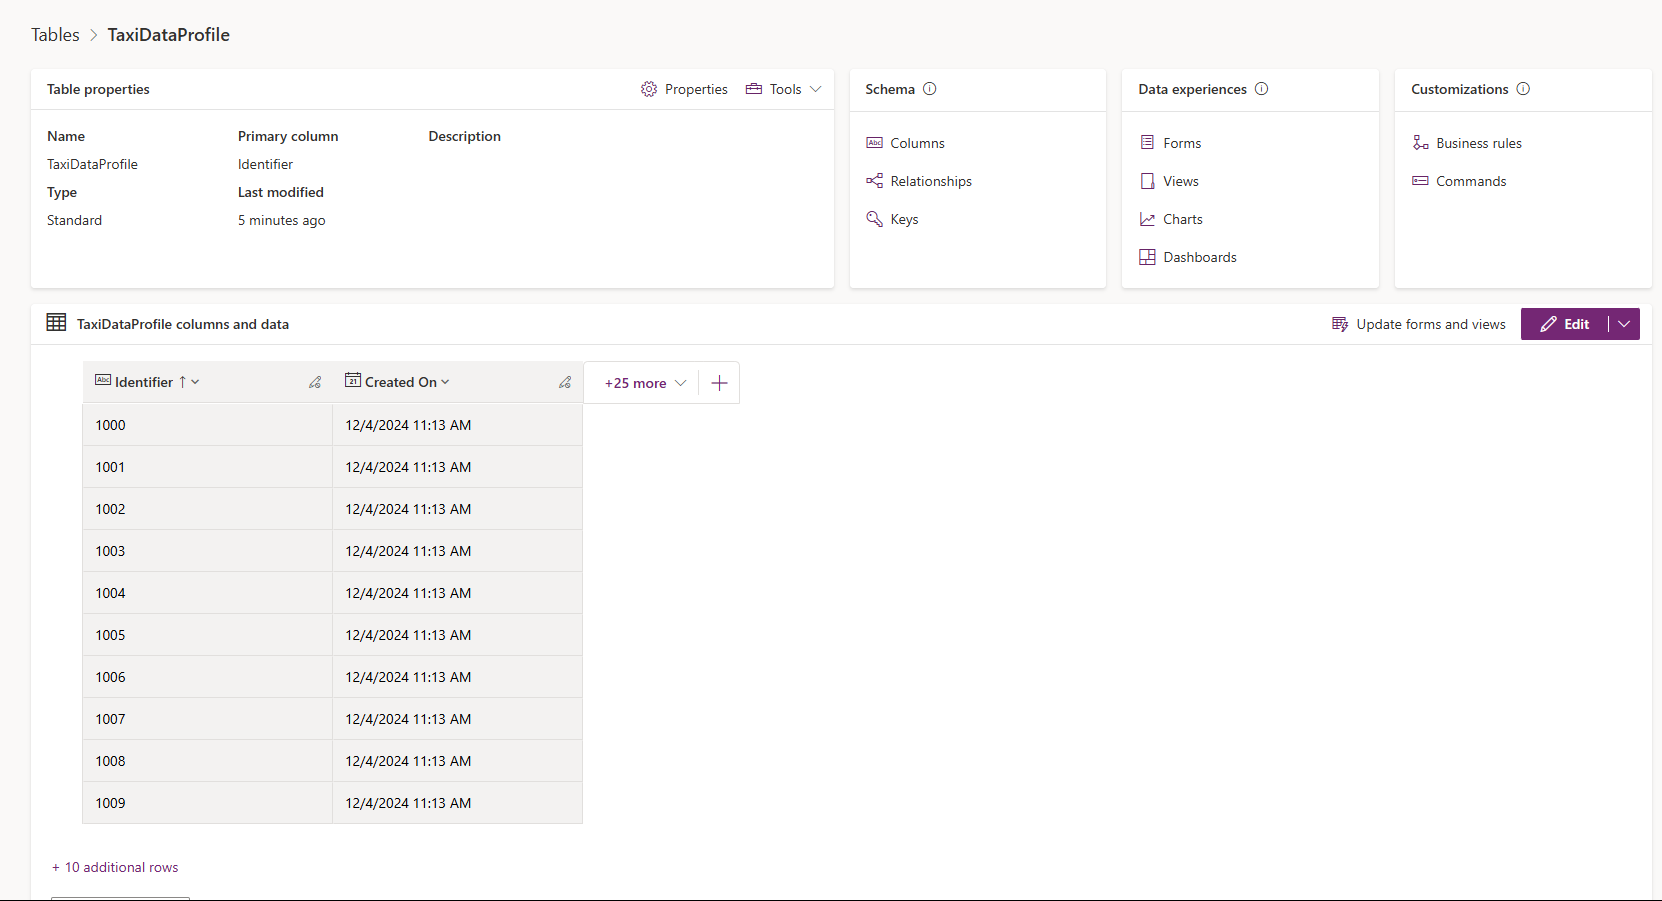 Tables > TaxiDataProfile
Table properties
Properties
Tools
Name
Primary column
Description
TaxiDataProfile
Identifier
Type
Last modified
Standard
5 minutes ago
Schema
Columns
Relationships
Keys
Data experiences
Forms
Views
Charts
Dashboards
Customizations
Business rules
Commands
TaxiDataProfile columns and data
Update forms and views
Edit
Abc Identifier ↑
21 Created On
+25 more
+
1000 12/4/2024 11:13 AM
1001 12/4/2024 11:13 AM
1002 12/4/2024 11:13 AM
1003 12/4/2024 11:13 AM
1004 12/4/2024 11:13 AM
1005 12/4/2024 11:13 AM
1006 12/4/2024 11:13 AM
1007 12/4/2024 11:13 AM
1008 12/4/2024 11:13 AM
1009 12/4/2024 11:13 AM
+ 10 additional rows